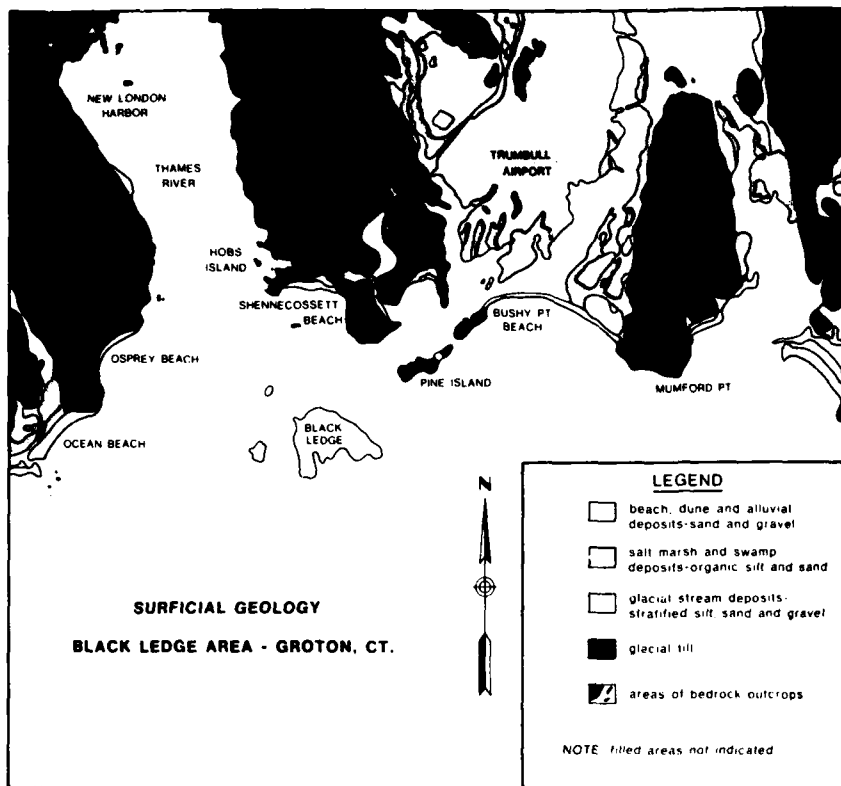 NEW LONDON
HARBOR
THAMES
RIVER
TRUMBULL
AIRPORT
HOBS
ISLAND
SHENNECOSSETT
BEACH
BUSHY PT
BEACH
OSPREY BEACH
PINE ISLAND
MUMFORD PT
BLACK
LEDGE
OCEAN BEACH
N
SURFICIAL GEOLOGY
BLACK LEDGE AREA - GROTON, CT.
LEGEND
beach, dune and alluvial
deposits-sand and gravel
salt marsh and swamp
deposits-organic silt and sand
glacial stream deposits-
stratified silt, sand and gravel
glacial till
areas of bedrock outcrops
NOTE filled areas not indicated